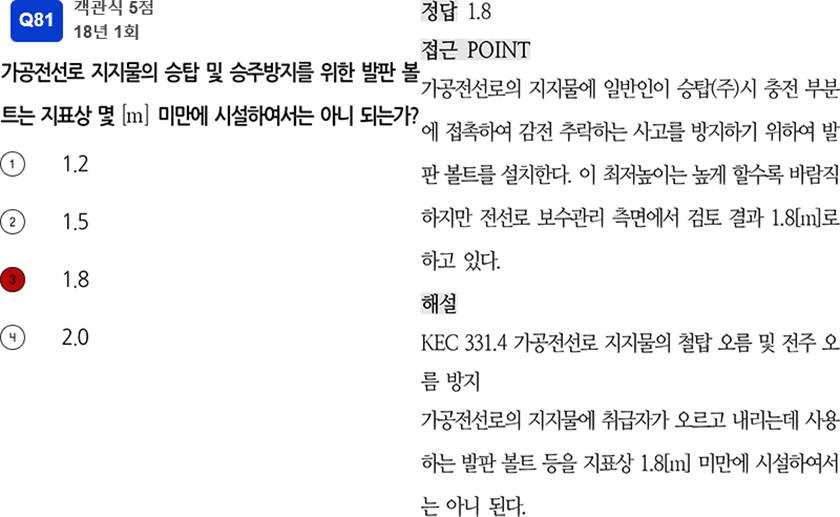 Q81
객관식 5점
18년 1회
가공전선로 지지물의 승탑 및 승주방지를 위한 발판 볼
트는 지표상 몇 [m] 미만에 시설하여서는 아니 되는가?
1 1.2
2 1.5
3 1.8
4 2.0
정답 1.8
접근 POINT
가공전선로의 지지물에 일반인이 승탑(주)시 충전 부분
에 접촉하여 감전 추락하는 사고를 방지하기 위하여 발
판 볼트를 설치한다. 이 최저높이는 높게 할수록 바람직
하지만 전선로 보수관리 측면에서 검토 결과 1.8[m]로
하고 있다.
해설
KEC 331.4 가공전선로 지지물의 철탑 오름 및 전주 오
름 방지
가공전선로의 지지물에 취급자가 오르고 내리는데 사용
하는 발판 볼트 등을 지표상 1.8[m] 미만에 시설하여서
는 아니 된다.